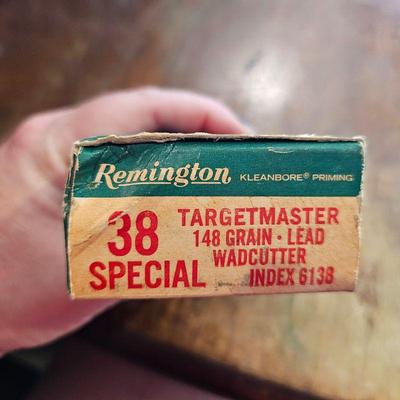 Remington KLEANBORE® PRIMING
38 SPECIAL
TARGETMASTER
148 GRAIN · LEAD
WADCUTTER
INDEX 6138